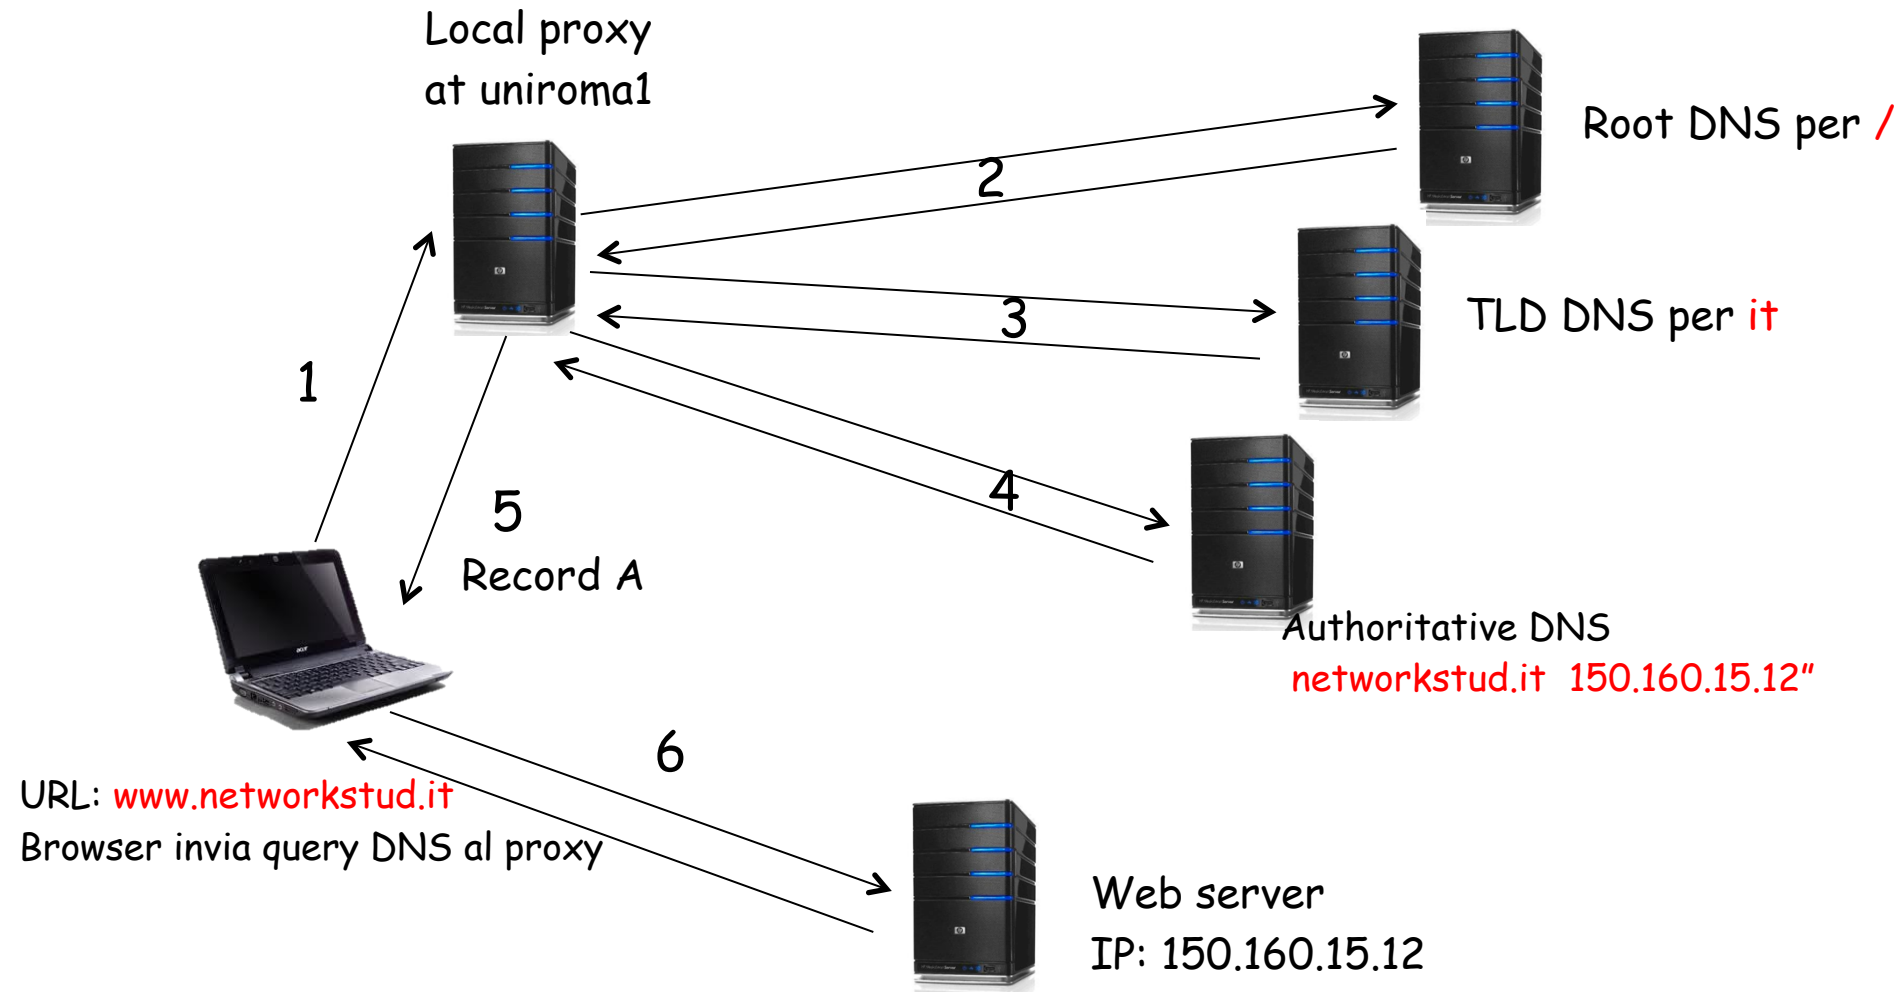 Local proxy
at uniroma1
Root DNS per /
2
TLD DNS per it
3
1
4
5
Record A
Authoritative DNS
networkstud.it 150.160.15.12”
6
URL: www.networkstud.it
Browser invia query DNS al proxy
Web server
IP: 150.160.15.12